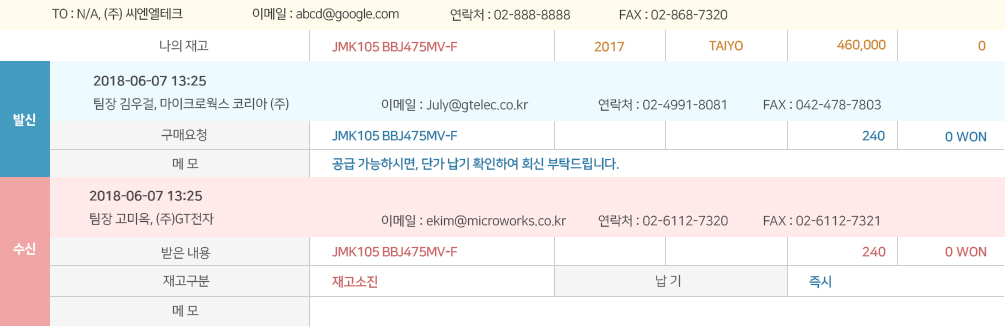 TO : N/A, (주) 씨엔엘테크 이메일 : abcd@google.com 연락처 : 02-888-8888 FAX : 02-868-7320
나의 재고 JMK105 BBJ475MV-F 2017 TAIYO 460,000 0
발신
2018-06-07 13:25
팀장 김우걸, 마이크로웍스 코리아 (주) 이메일 : July@gtelec.co.kr 연락처 : 02-4991-8081 FAX : 042-478-7803
구매요청 JMK105 BBJ475MV-F 240 0 WON
메 모 공급 가능하시면, 단가 납기 확인하여 회신 부탁드립니다.
수신
2018-06-07 13:25
팀장 고미옥, (주)GT전자 이메일 : ekim@microworks.co.kr 연락처 : 02-6112-7320 FAX : 02-6112-7321
받은 내용 JMK105 BBJ475MV-F 240 0 WON
재고구분 재고소진 납 기 즉시
메 모